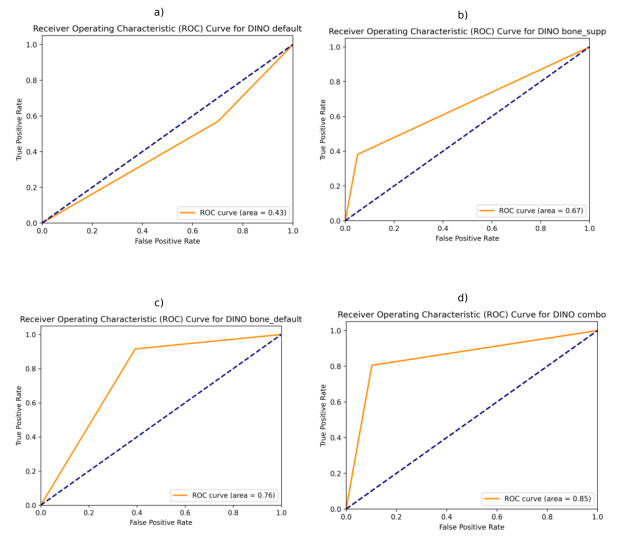 a)
Receiver Operating Characteristic (ROC) Curve for DINO default
1.0
0.8
0.6
0.4
0.2
0.0
True Positive Rate
ROC curve (area = 0.43)
0.0 0.2 0.4 0.6 0.8 1.0
False Positive Rate
b)
Receiver Operating Characteristic (ROC) Curve for DINO bone_supp
1.0
0.8
0.6
0.4
0.2
0.0
True Positive Rate
ROC curve (area = 0.67)
0.0 0.2 0.4 0.6 0.8 1.0
False Positive Rate
c)
Receiver Operating Characteristic (ROC) Curve for DINO bone_default
1.0
0.8
0.6
0.4
0.2
0.0
True Positive Rate
ROC curve (area = 0.76)
0.0 0.2 0.4 0.6 0.8 1.0
False Positive Rate
d)
Receiver Operating Characteristic (ROC) Curve for DINO combo
1.0
0.8
0.6
0.4
0.2
0.0
True Positive Rate
ROC curve (area = 0.85)
0.0 0.2 0.4 0.6 0.8 1.0
False Positive Rate